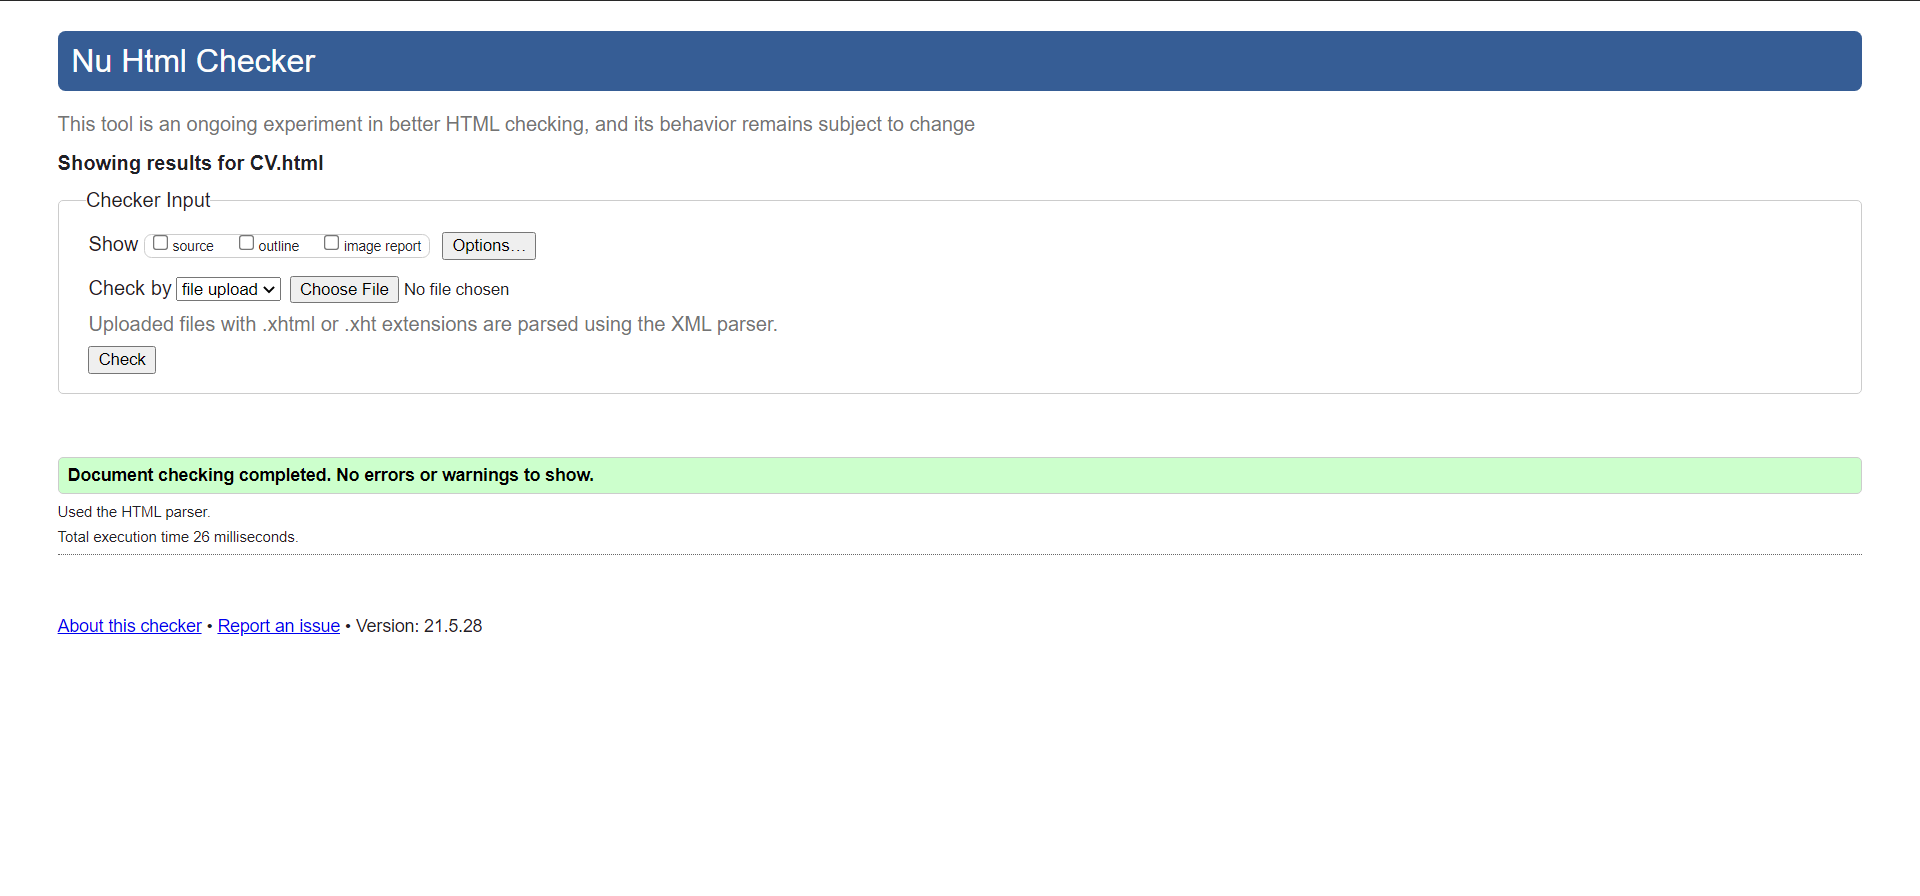 Nu Html Checker
This tool is an ongoing experiment in better HTML checking, and its behavior remains subject to change
Showing results for CV.html
Checker Input
Show source outline image report Options...
Check by file upload Choose File No file chosen
Uploaded files with .xhtml or .xht extensions are parsed using the XML parser.
Check
Document checking completed. No errors or warnings to show.
Used the HTML parser.
Total execution time 26 milliseconds.
About this checker • Report an issue • Version: 21.5.28